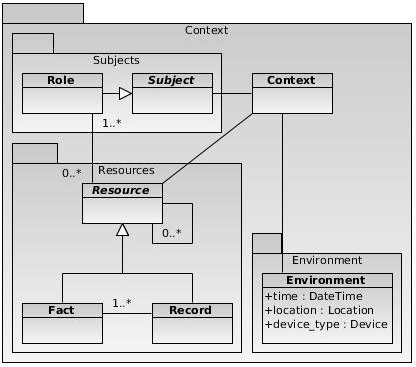 Context
Subjects
Role
Subject
Context
1..*
0..*
Resources
Resource
0..*
Environment
Environment
+time : DateTime
+location : Location
+device_type : Device
Fact
1..*
Record